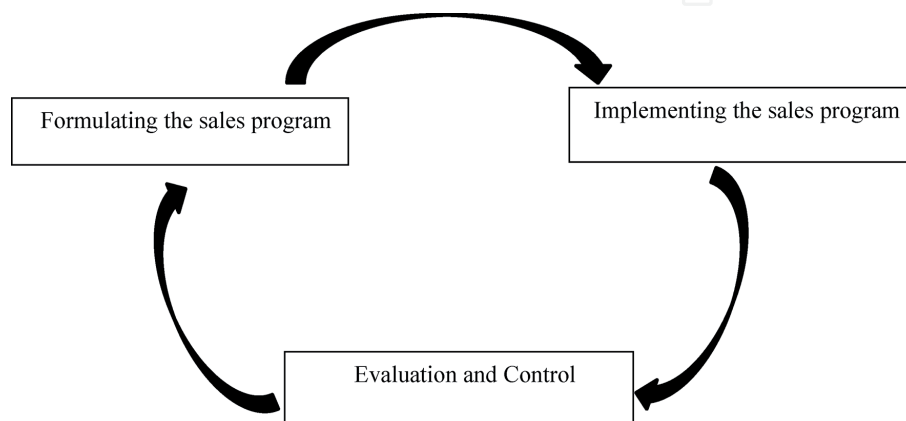 Formulating the sales program
Implementing the sales program
Evaluation and Control